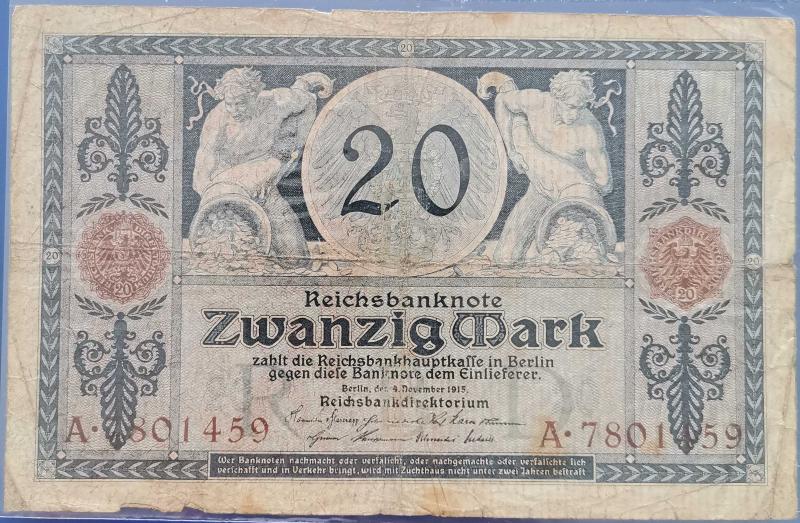 20
20
20 20
20 20
Reichsbanknote
Zwanzig Mark
zahlt die Reichsbankhauptkasse in Berlin
gegen diese Banknote dem Einlieferer.
Berlin, den 4. November 1915.
Reichsbankdirektorium
A·7801459 A·7801459
Wer Banknoten nachmacht oder verfälscht, oder nachgemachte oder verfälschte sich
verschafft und in Verkehr bringt, wird mit Zuchthaus nicht unter zwei Jahren bestraft